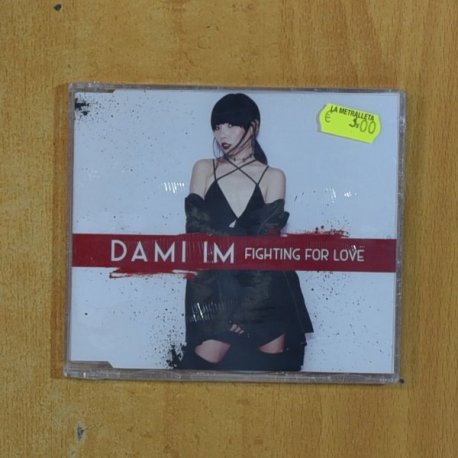 LA METRALLETA
€ 3,00
DAMI IM FIGHTING FOR LOVE